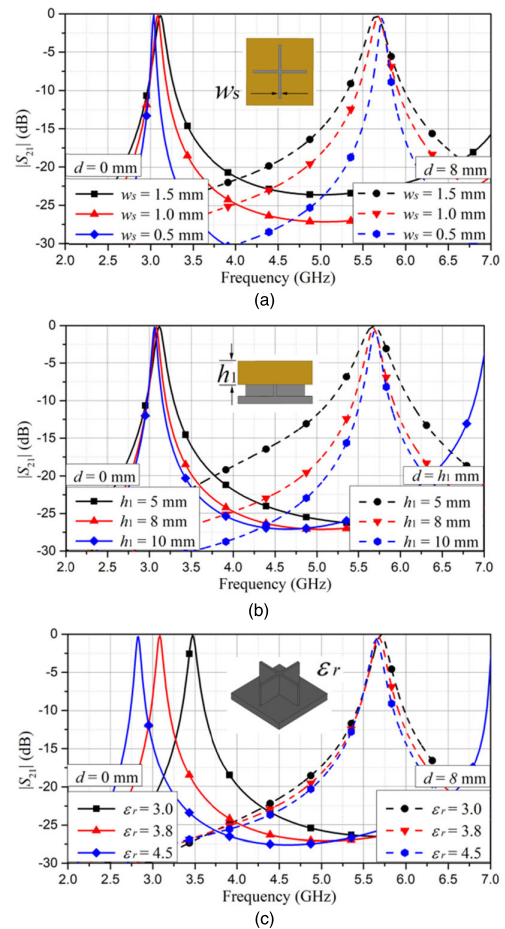 0
-5
-10
-15
-20
-25
-30
|S21| (dB)
ws
d = 0 mm
d = 8 mm
ws = 1.5 mm
ws = 1.0 mm
ws = 0.5 mm
ws = 1.5 mm
ws = 1.0 mm
ws = 0.5 mm
2.0 2.5 3.0 3.5 4.0 4.5 5.0 5.5 6.0 6.5 7.0
Frequency (GHz)
(a)
0
-5
-10
-15
-20
-25
-30
|S21| (dB)
h1
d = 0 mm
d = h1 mm
h1 = 5 mm
h1 = 8 mm
h1 = 10 mm
h1 = 5 mm
h1 = 8 mm
h1 = 10 mm
2.0 2.5 3.0 3.5 4.0 4.5 5.0 5.5 6.0 6.5 7.0
Frequency (GHz)
(b)
0
-5
-10
-15
-20
-25
-30
|S21| (dB)
εr
d = 0 mm
d = 8 mm
εr = 3.0
εr = 3.8
εr = 4.5
εr = 3.0
εr = 3.8
εr = 4.5
2.0 2.5 3.0 3.5 4.0 4.5 5.0 5.5 6.0 6.5 7.0
Frequency (GHz)
(c)